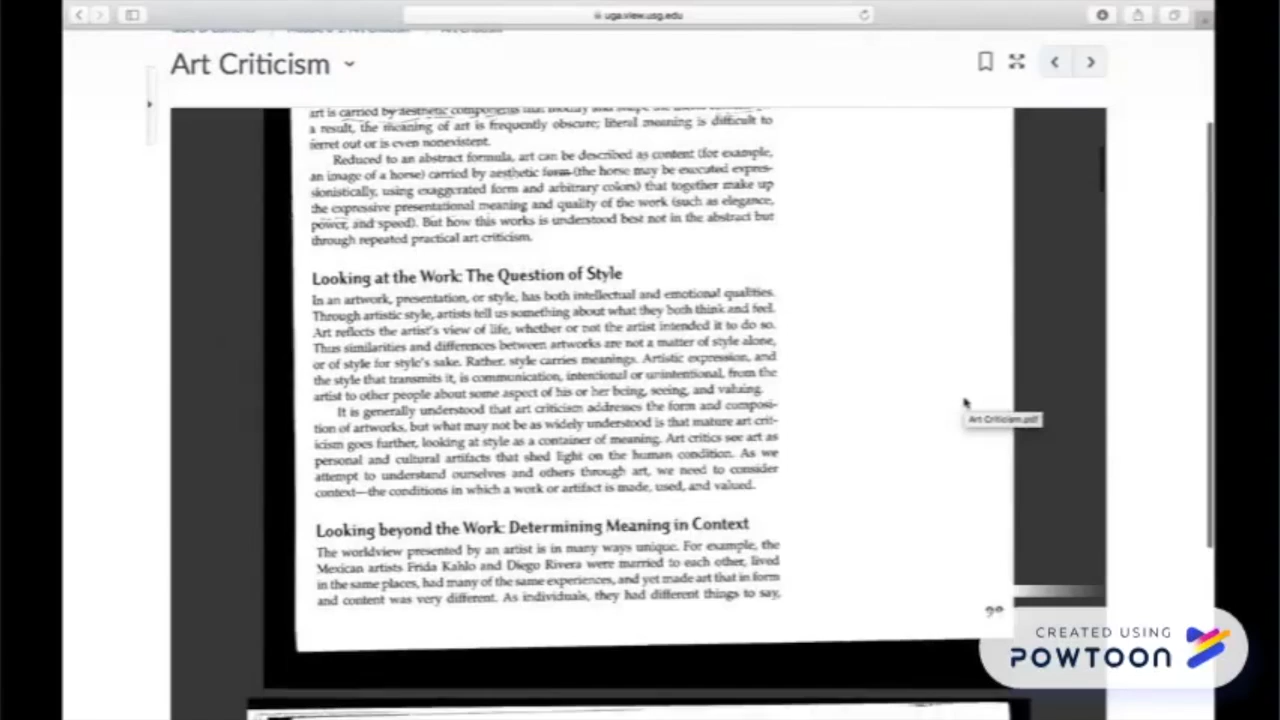 uga.view.usg.edu
Art Criticism
art is carried by aesthetic components that
a result, the meaning of art is frequently obscure; literal meaning is difficult to
ferret out or is even nonexistent.
Reduced to an abstract formula, art can be described as content (for example,
an image of a horse) carried by aesthetic form (the horse may be executed expres-
sionistically, using exaggerated form and arbitrary colors) that together make up
the expressive presentational meaning and quality of the work (such as elegance,
power, and speed). But how this works is understood best not in the abstract but
through repeated practical art criticism.
Looking at the Work: The Question of Style
In an artwork, presentation, or style, has both intellectual and emotional qualities.
Through artistic style, artists tell us something about what they both think and feel.
Art reflects the artist's view of life, whether or not the artist intended it to do so.
Thus similarities and differences between artworks are not a matter of style alone,
or of style for style's sake. Rather, style carries meanings. Artistic expression, and
the style that transmits it, is communication, intentional or unintentional, from the
artist to other people about some aspect of his or her being, seeing, and valuing.
It is generally understood that art criticism addresses the form and composi-
tion of artworks, but what may not be as widely understood is that mature art crit-
icism goes further, looking at style as a container of meaning. Art critics see art as
personal and cultural artifacts that shed light on the human condition. As we
attempt to understand ourselves and others through art, we need to consider
context—the conditions in which a work or artifact is made, used, and valued.
Art Criticism.pdf
Looking beyond the Work: Determining Meaning in Context
The worldview presented by an artist is in many ways unique. For example, the
Mexican artists Frida Kahlo and Diego Rivera were married to each other, lived
in the same places, had many of the same experiences, and yet made art that in form
and content was very different. As individuals, they had different things to say,
CREATED USING
POWTOON